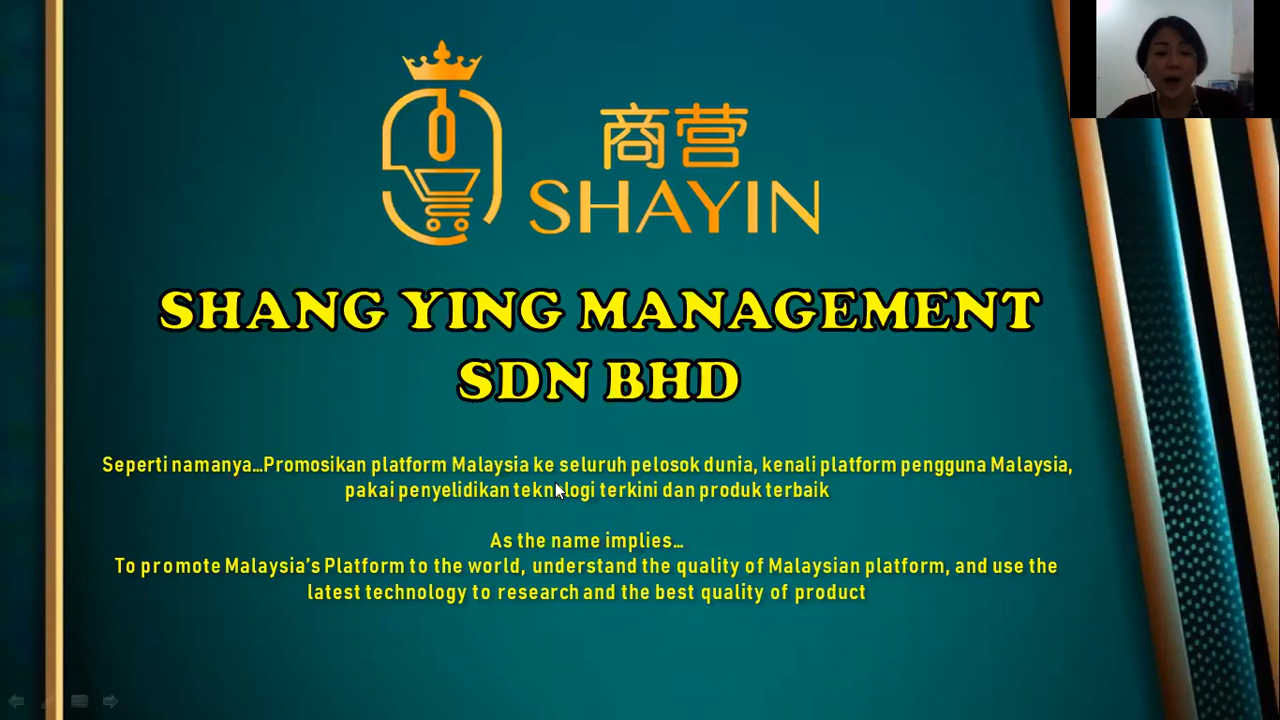 商营
SHAYIN
SHANG YING MANAGEMENT
SDN BHD
Seperti namanya...Promosikan platform Malaysia ke seluruh pelosok dunia, kenali platform pengguna Malaysia,
pakai penyelidikan teknologi terkini dan produk terbaik
As the name implies...
To promote Malaysia's Platform to the world, understand the quality of Malaysian platform, and use the
latest technology to research and the best quality of product